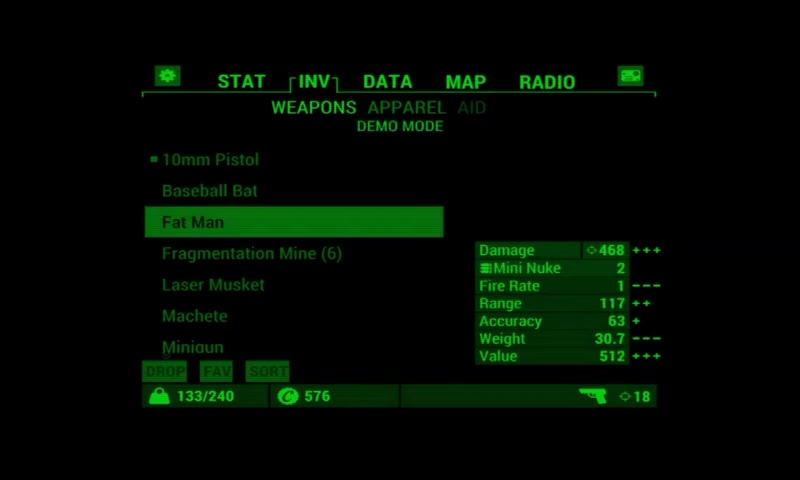 STAT INV DATA MAP RADIO
WEAPONS APPAREL AID
DEMO MODE
10mm Pistol
Baseball Bat
Fat Man
Fragmentation Mine (6)
Laser Musket
Machete
Minigun
Damage 468 +++
Mini Nuke 2
Fire Rate 1 ---
Range 117 ++
Accuracy 63 +
Weight 30.7 ---
Value 512 +++
DROP FAV SORT
133/240 576 18